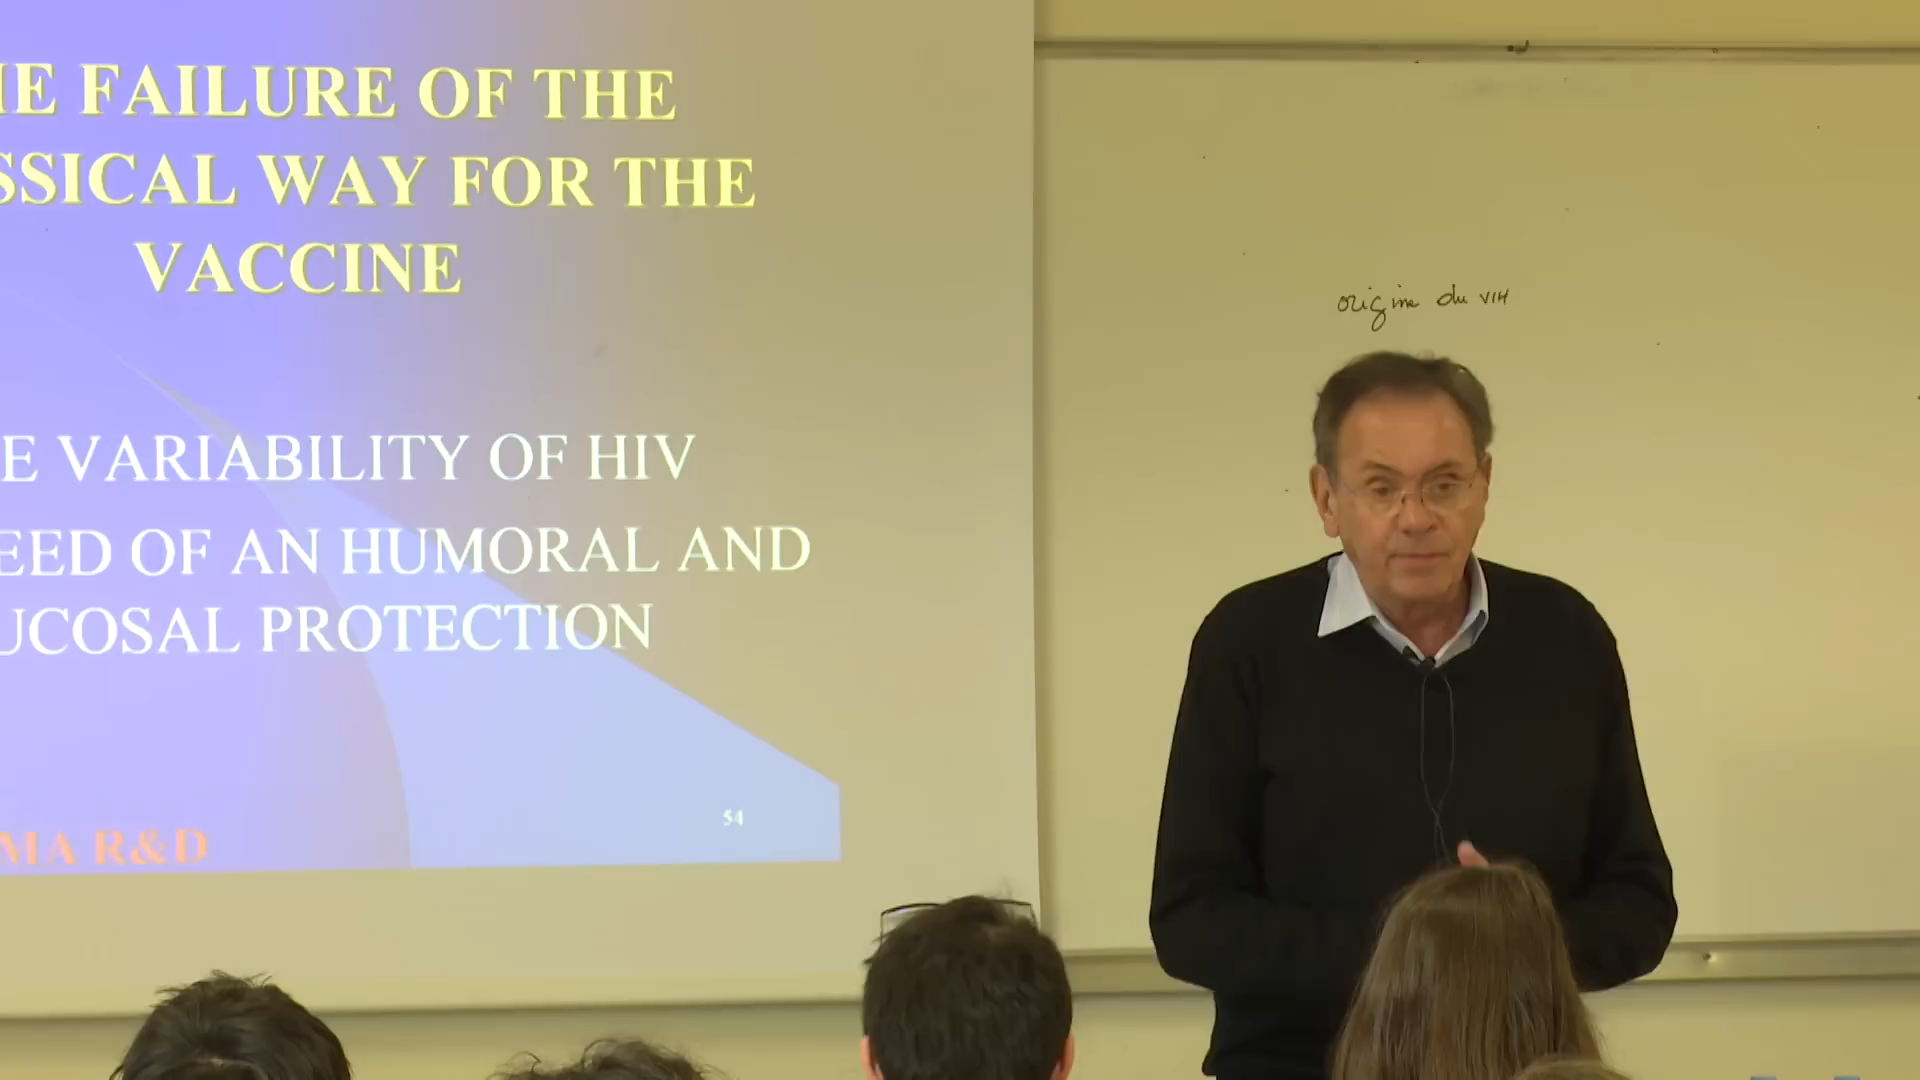 HE FAILURE OF THE
SSICAL WAY FOR THE
VACCINE
E VARIABILITY OF HIV
EED OF AN HUMORAL AND
UCOSAL PROTECTION
54
MA R&D
origine du VIH